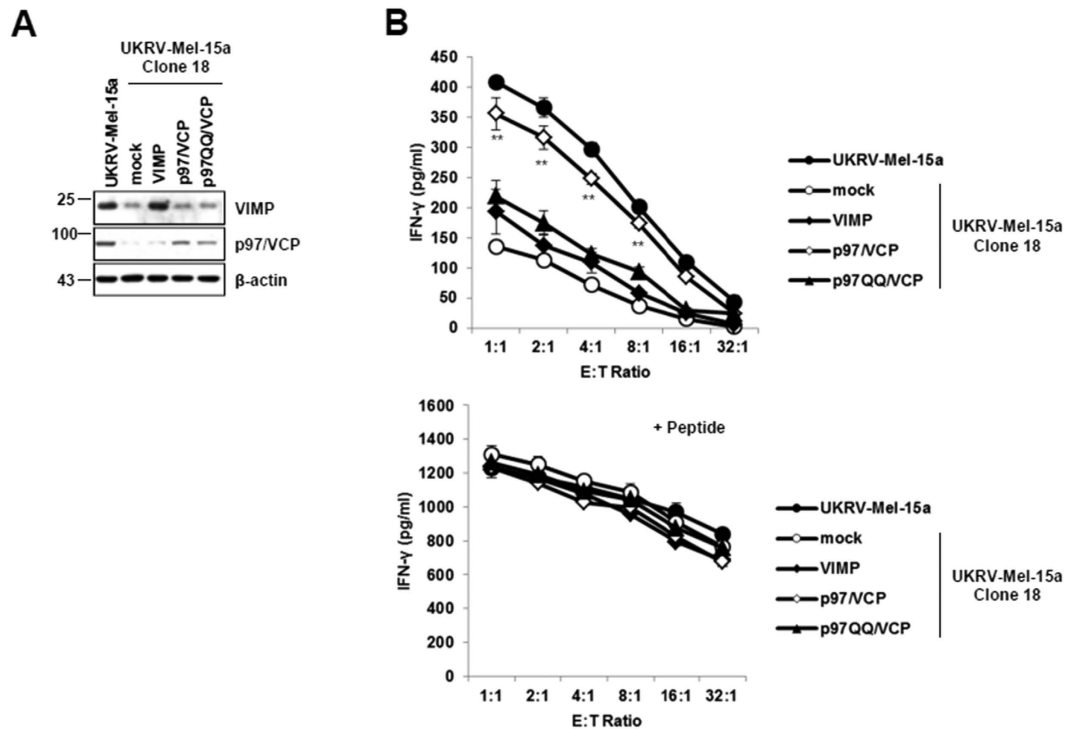 A
UKRV-Mel-15a
Clone 18
UKRV-Mel-15a
mock
VIMP
p97/VCP
p97QQ/VCP
25
VIMP
100
p97/VCP
43
β-actin
B
450
400
350
300
250
200
150
100
50
0
IFN-γ (pg/ml)
**
**
**
**
1:1 2:1 4:1 8:1 16:1 32:1
E:T Ratio
UKRV-Mel-15a
mock
VIMP
p97/VCP
p97QQ/VCP
UKRV-Mel-15a
Clone 18
1600
1400
1200
1000
800
600
400
200
0
IFN-γ (pg/ml)
+ Peptide
1:1 2:1 4:1 8:1 16:1 32:1
E:T Ratio
UKRV-Mel-15a
mock
VIMP
p97/VCP
p97QQ/VCP
UKRV-Mel-15a
Clone 18